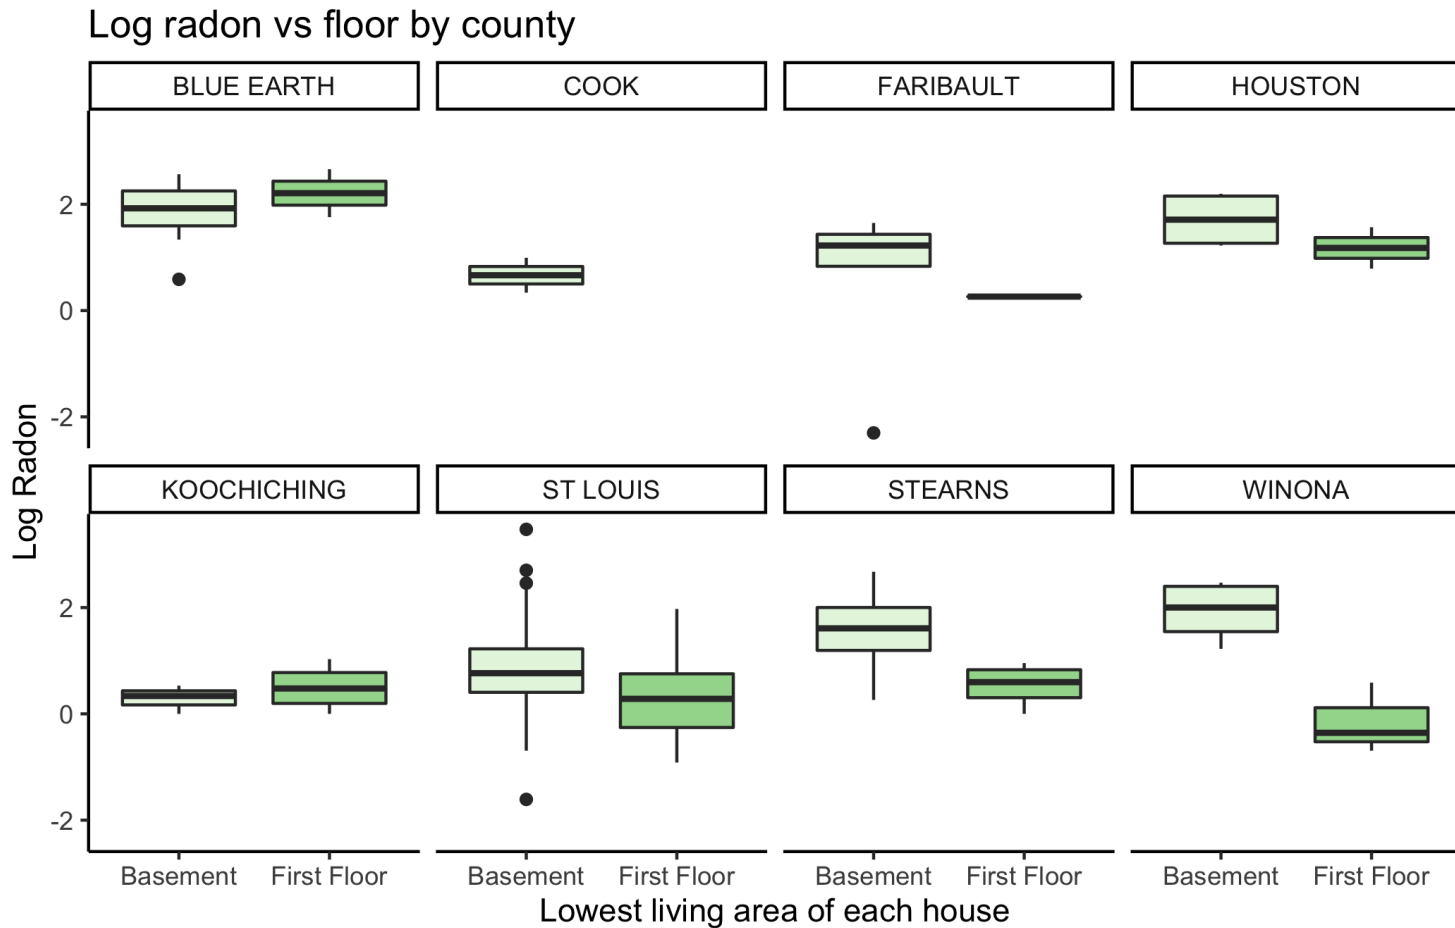 Log radon vs floor by county
BLUE EARTH COOK FARIBAULT HOUSTON
2
0
-2
Log Radon
KOOCHICHING ST LOUIS STEARNS WINONA
2
0
-2
Basement First Floor Basement First Floor Basement First Floor Basement First Floor
Lowest living area of each house